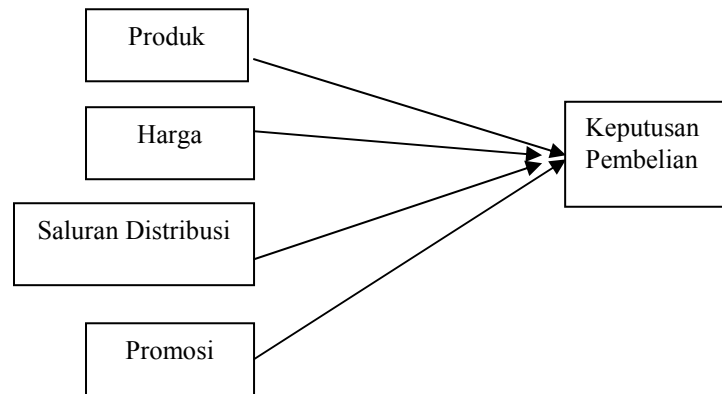 Produk
Harga
Keputusan
Pembelian
Saluran Distribusi
Promosi